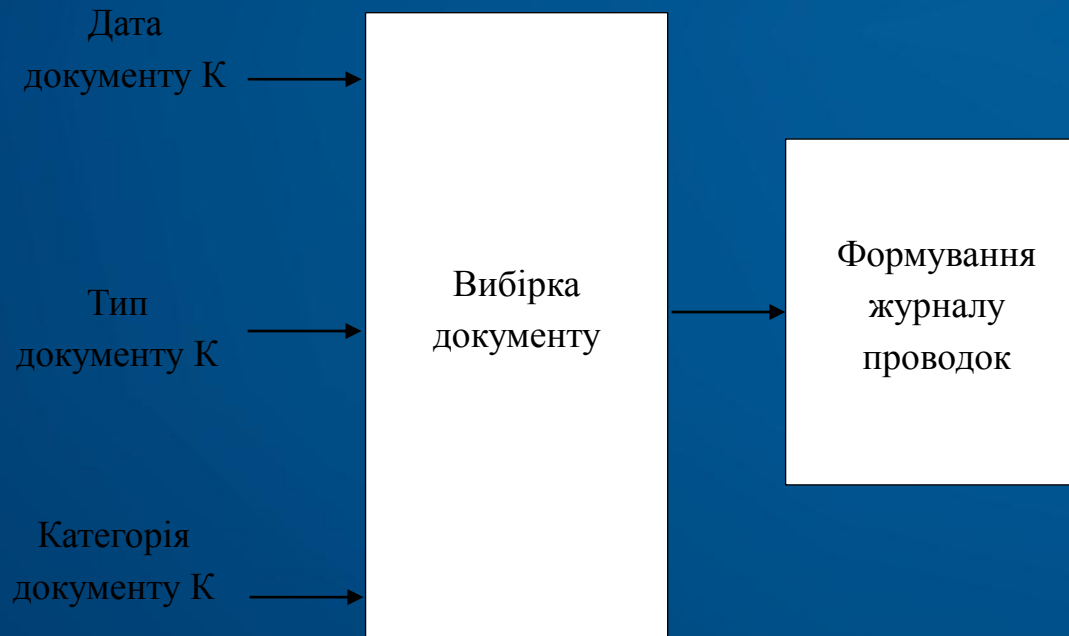 Дата
документу К
Тип
документу К
Категорія
документу К
Вибірка
документу
Формування
журналу
проводок